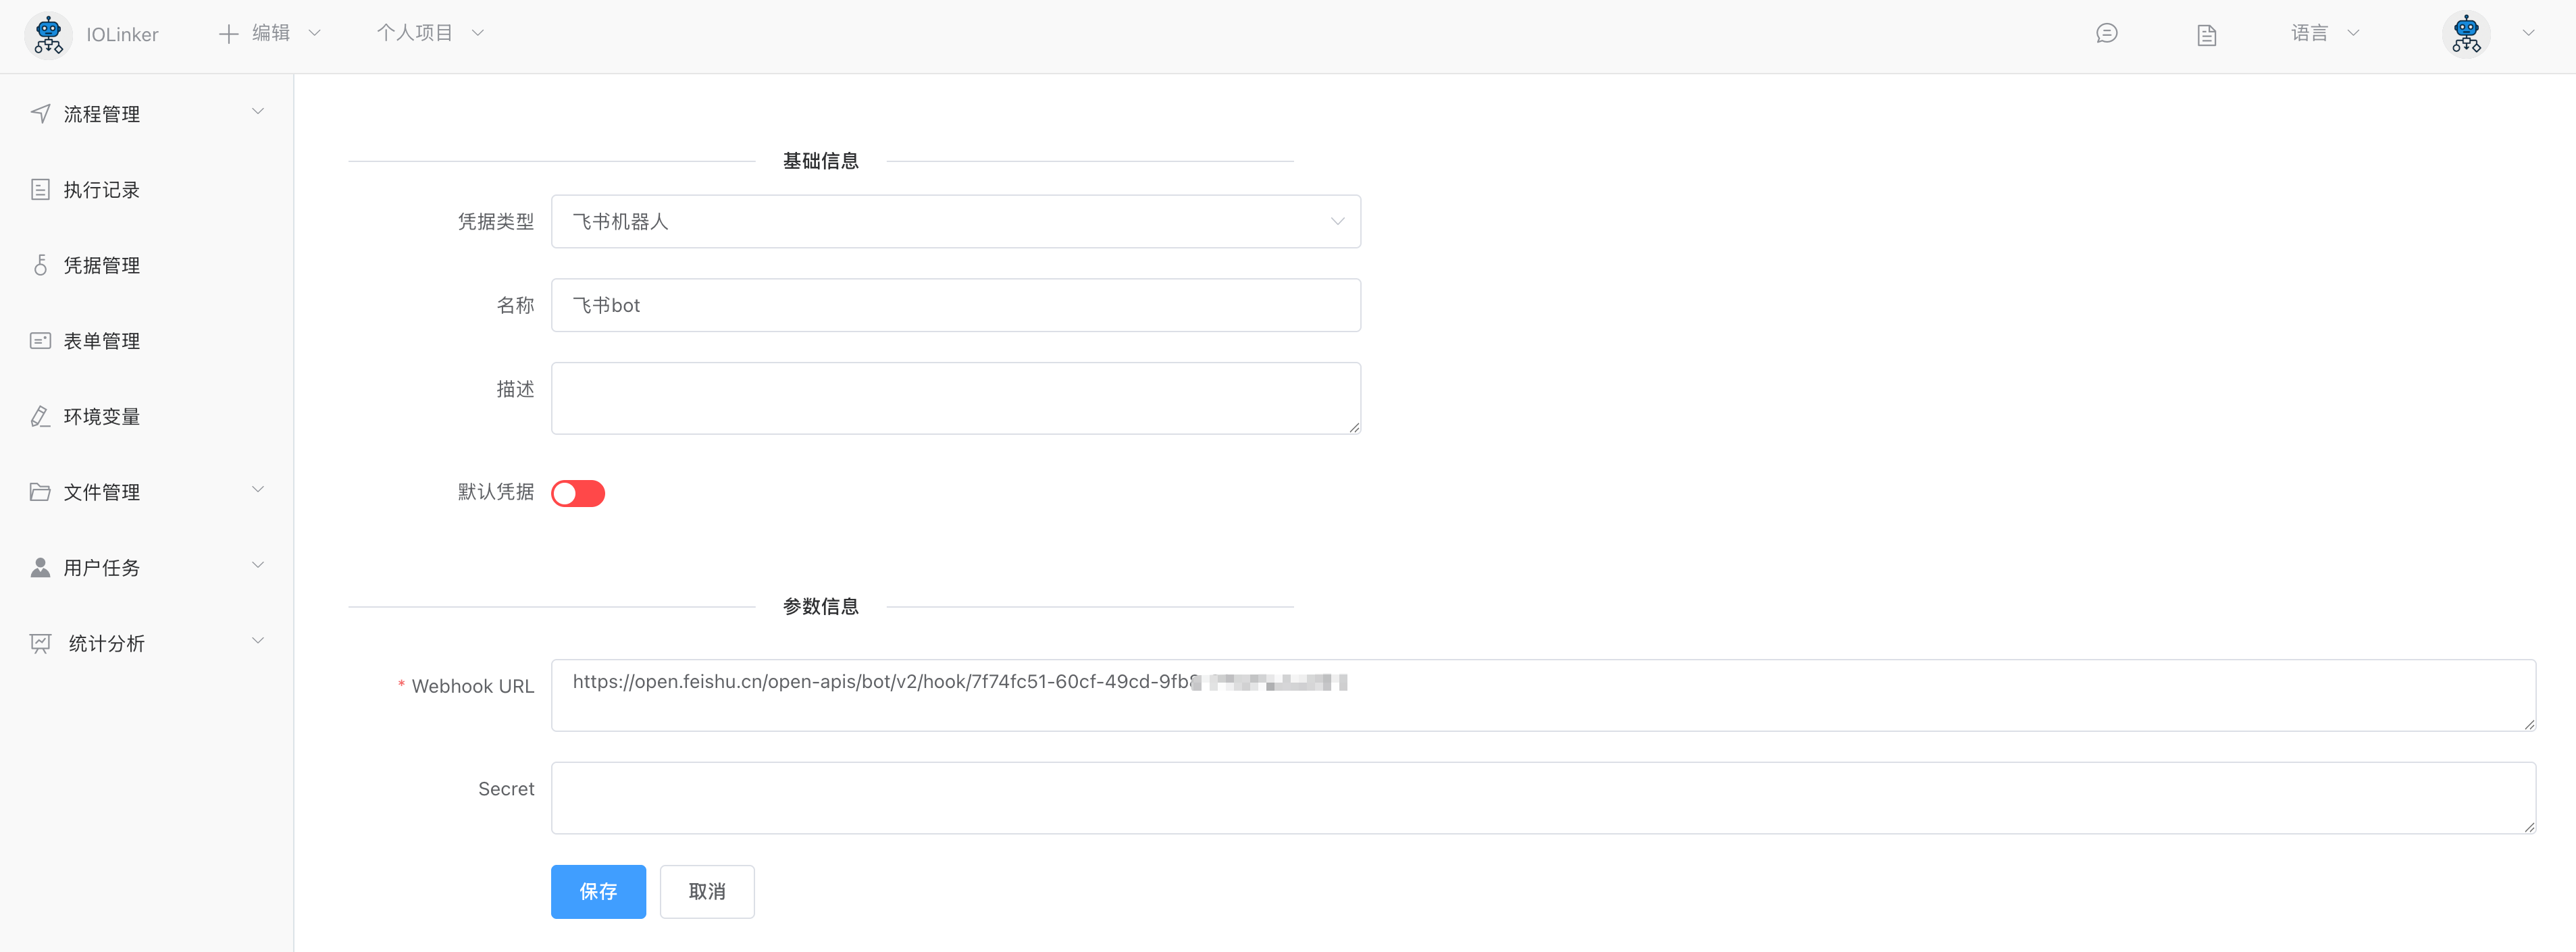 IOLinker
编辑
个人项目
语言
流程管理
执行记录
凭据管理
表单管理
环境变量
文件管理
用户任务
统计分析
基础信息
凭据类型
飞书机器人
名称
飞书bot
描述
默认凭据
参数信息
* Webhook URL
https://open.feishu.cn/open-apis/bot/v2/hook/7f74fc51-60cf-49cd-9fb8
Secret
保存
取消